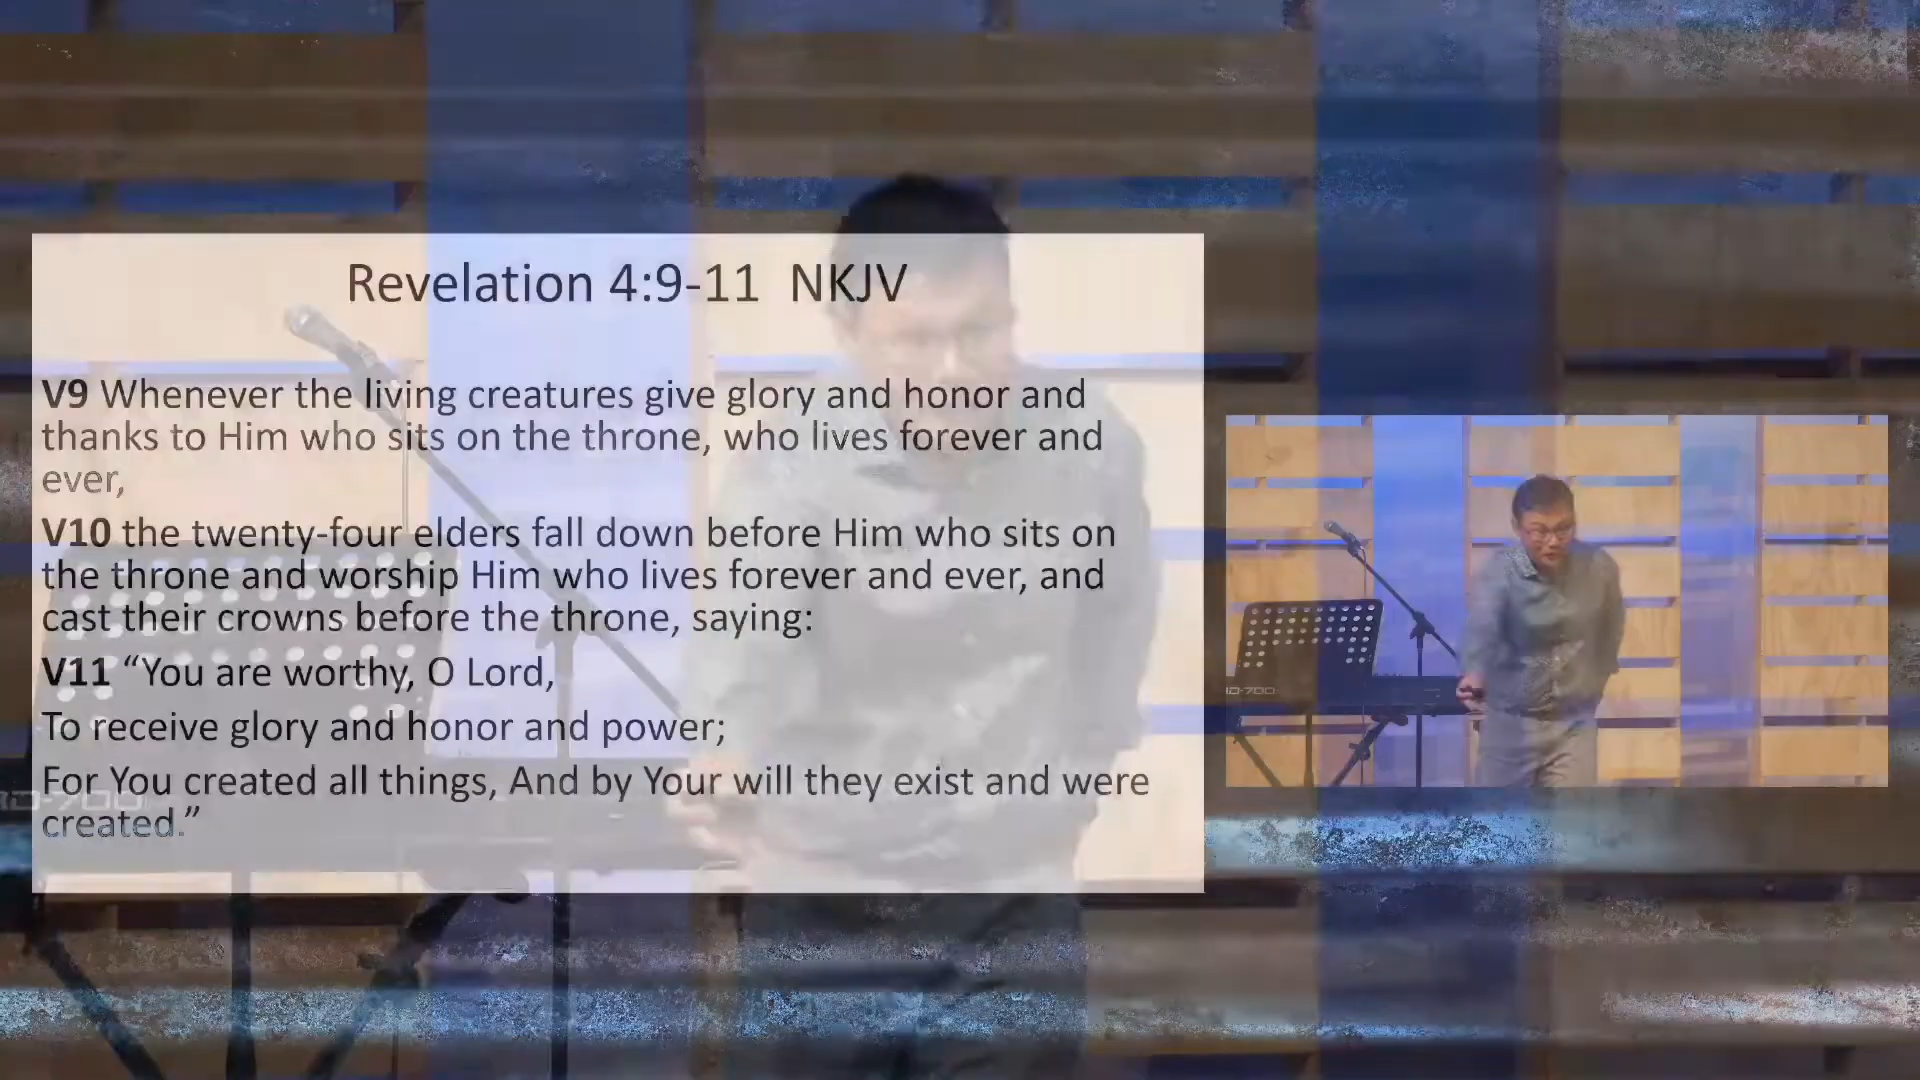 Revelation 4:9-11  NKJV
V9 Whenever the living creatures give glory and honor and
thanks to Him who sits on the throne, who lives forever and
ever,
V10 the twenty-four elders fall down before Him who sits on
the throne and worship Him who lives forever and ever, and
cast their crowns before the throne, saying:
V11 “You are worthy, O Lord,
To receive glory and honor and power;
For You created all things, And by Your will they exist and were
created.”
RD-700